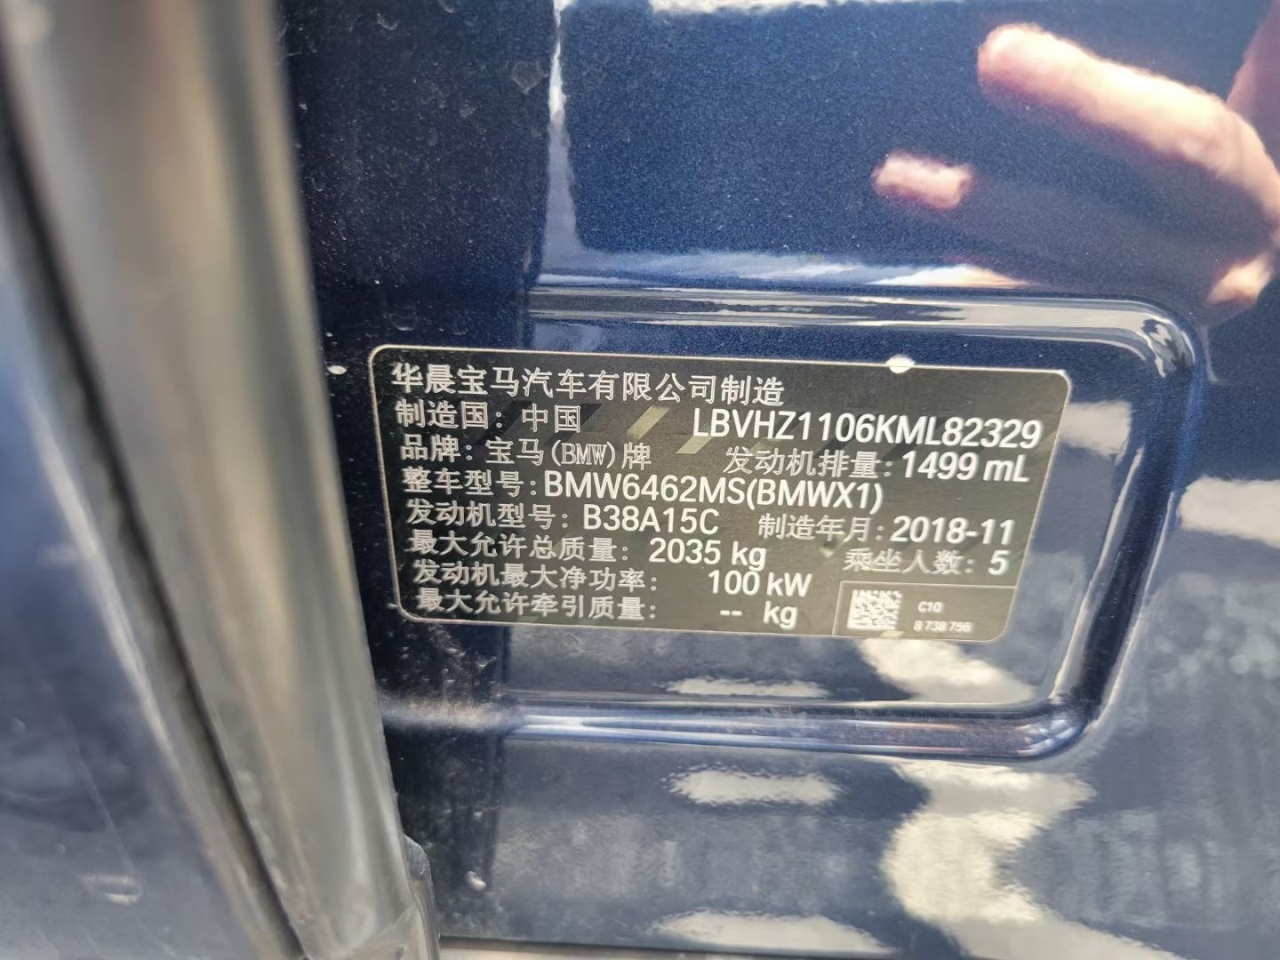 华晨宝马汽车有限公司制造
制造国：中国 LBVHZ1106KML82329
品牌：宝马(BMW)牌 发动机排量：1499 mL
整车型号：BMW6462MS(BMWX1)
发动机型号：B38A15C 制造年月：2018-11
最大允许总质量：2035 kg 乘坐人数：5
发动机最大净功率：100 kW
最大允许牵引质量：-- kg
C10
8 738 756